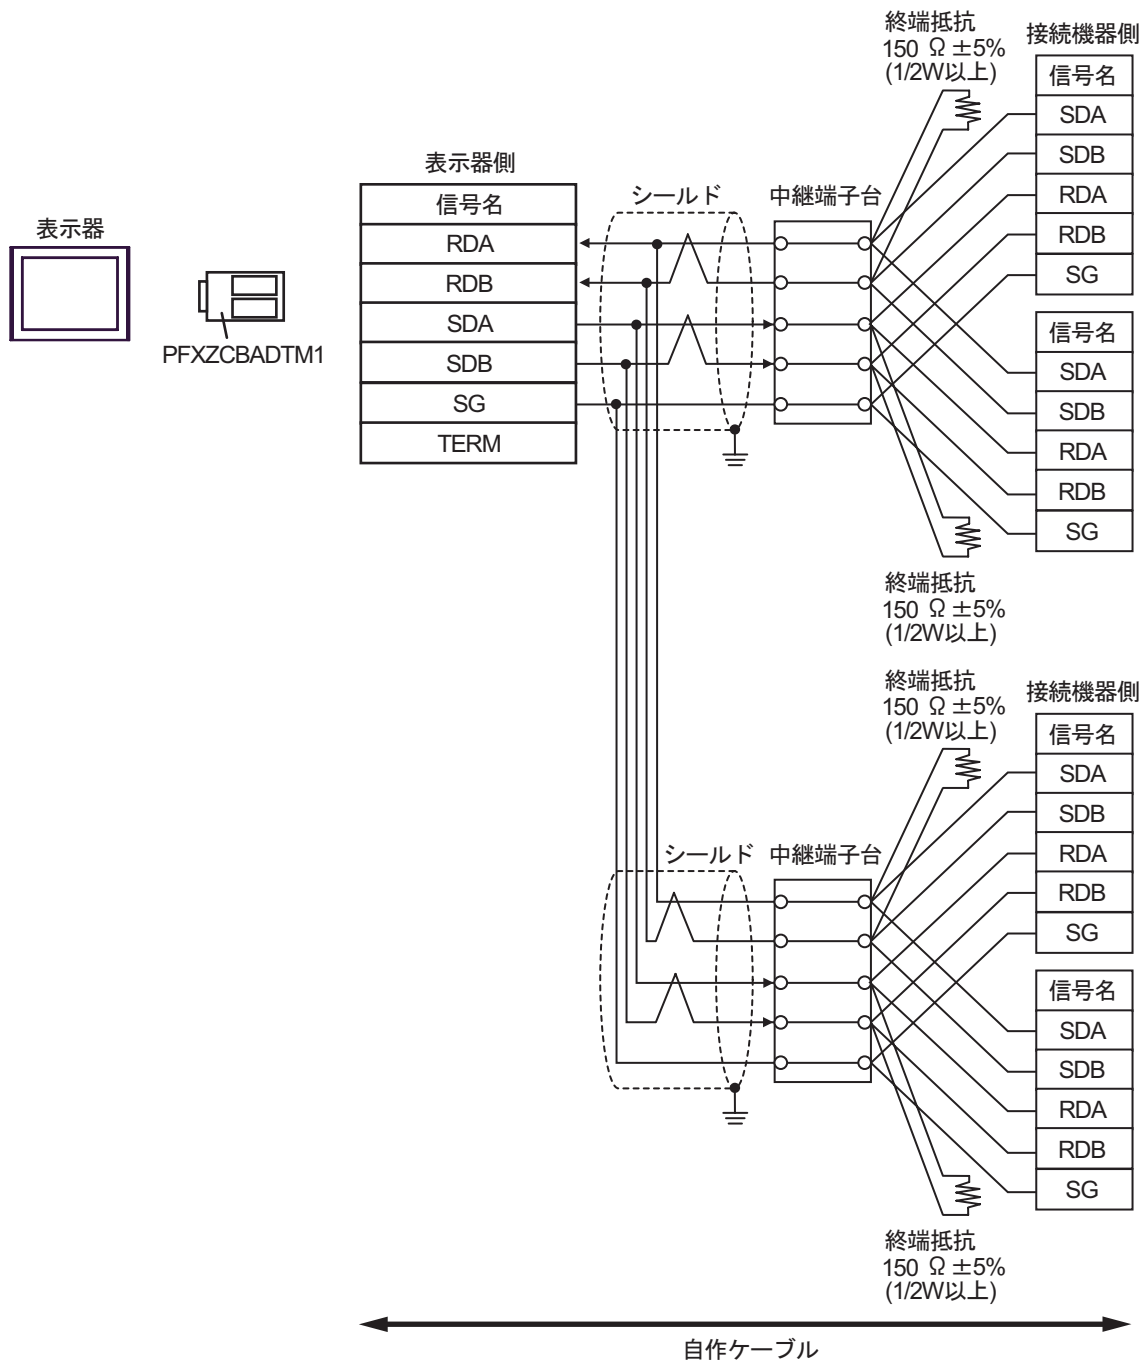 表示器
PFXZCBADTM1
表示器側
信号名
RDA
RDB
SDA
SDB
SG
TERM
シールド
中継端子台
終端抵抗
150 Ω ±5%
(1/2W以上)
接続機器側
信号名
SDA
SDB
RDA
RDB
SG
信号名
SDA
SDB
RDA
RDB
SG
終端抵抗
150 Ω ±5%
(1/2W以上)
シールド
中継端子台
終端抵抗
150 Ω ±5%
(1/2W以上)
接続機器側
信号名
SDA
SDB
RDA
RDB
SG
信号名
SDA
SDB
RDA
RDB
SG
終端抵抗
150 Ω ±5%
(1/2W以上)
自作ケーブル